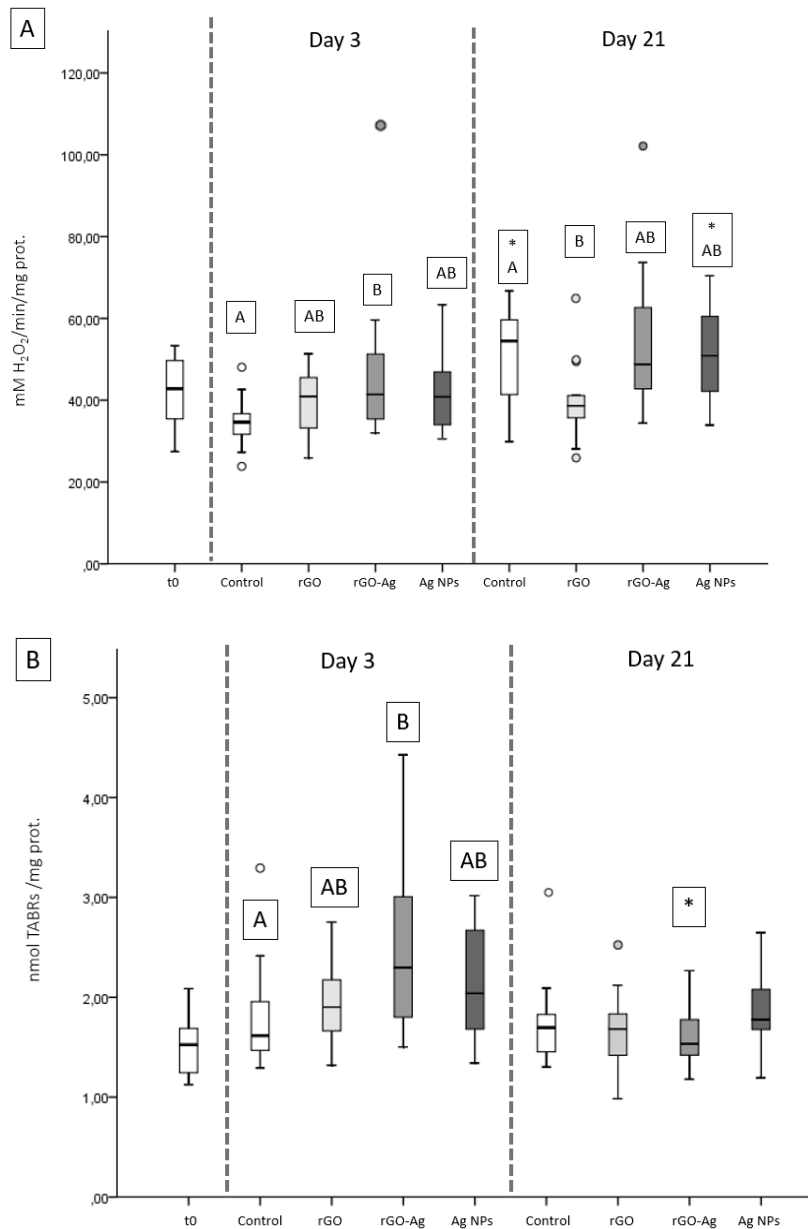 A
Day 3
Day 21
120,00
100,00
80,00
60,00
40,00
20,00
,00
mM H₂O₂/min/mg prot.
A
AB
B
AB
*
A
B
AB
*
AB
t0 Control rGO rGO-Ag Ag NPs Control rGO rGO-Ag Ag NPs
B
Day 3
Day 21
5,00
4,00
3,00
2,00
1,00
,00
nmol TABRs /mg prot.
A
AB
B
AB
*
t0 Control rGO rGO-Ag Ag NPs Control rGO rGO-Ag Ag NPs